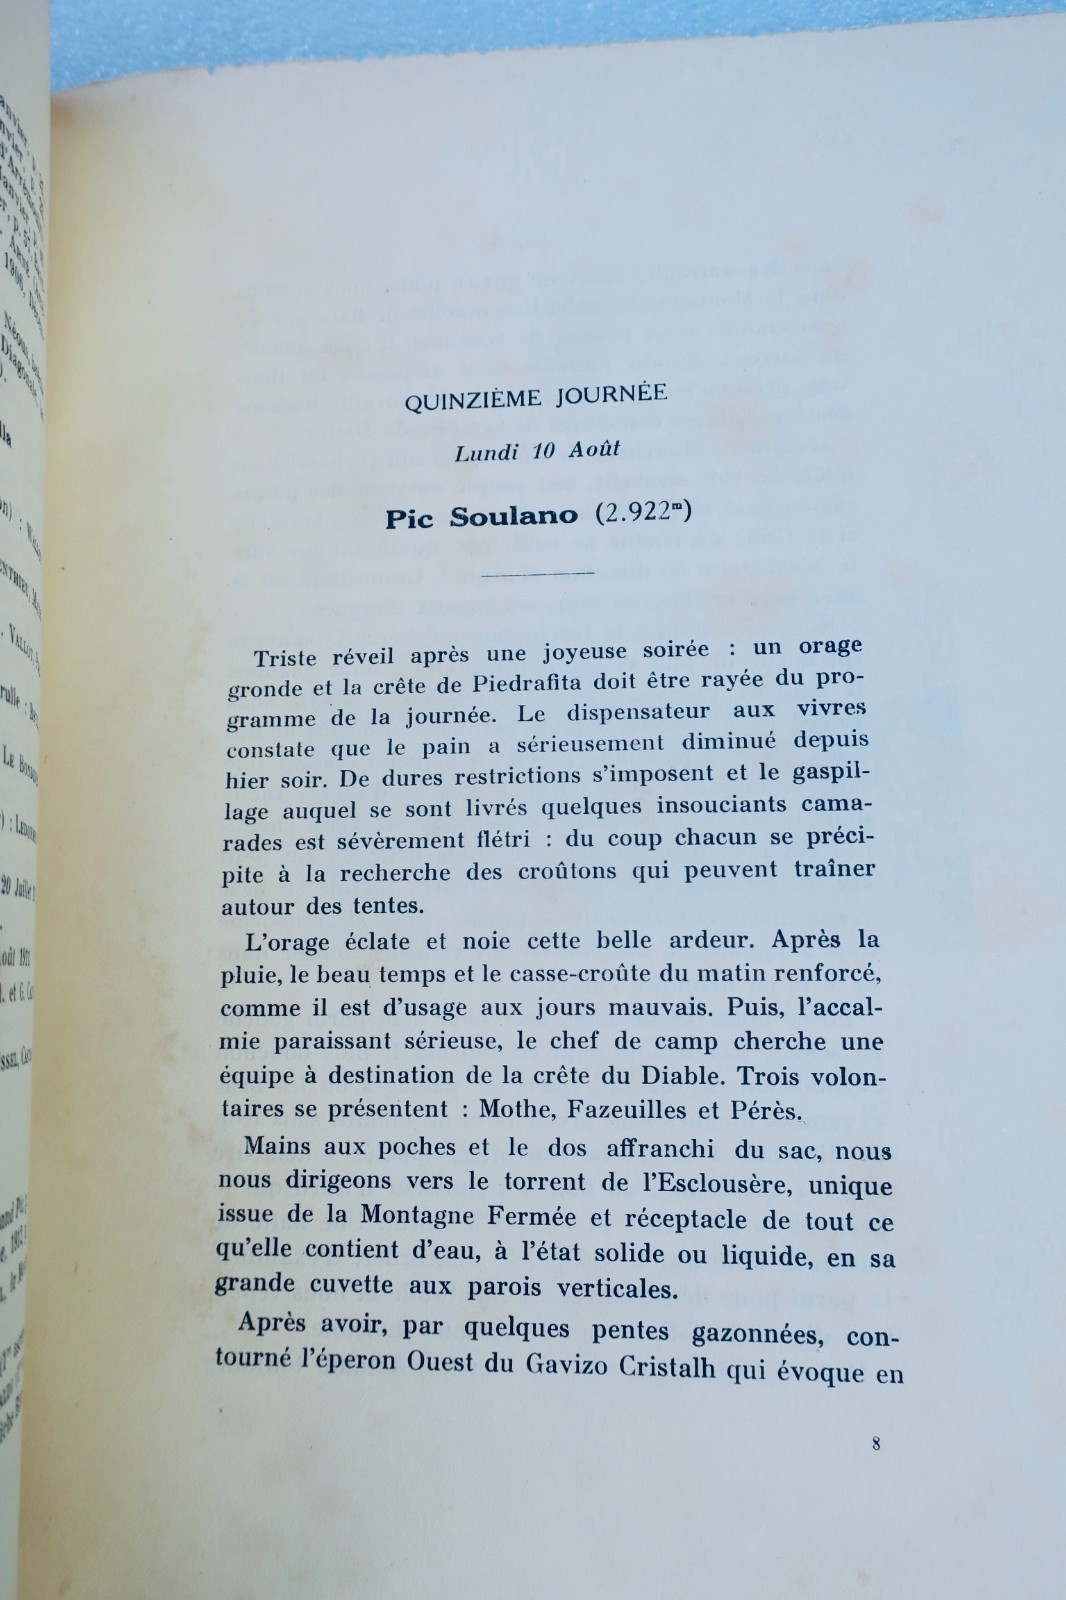 QUINZIÈME JOURNÉE
Lundi 10 Août
Pic Soulano (2.922m)
Triste réveil après une joyeuse soirée : un orage
gronde et la crête de Piedrafita doit être rayée du pro-
gramme de la journée. Le dispensateur aux vivres
constate que le pain a sérieusement diminué depuis
hier soir. De dures restrictions s'imposent et le gaspil-
lage auquel se sont livrés quelques insouciants cama-
rades est sévèrement flétri : du coup chacun se préci-
pite à la recherche des croûtons qui peuvent traîner
autour des tentes.
L'orage éclate et noie cette belle ardeur. Après la
pluie, le beau temps et le casse-croûte du matin renforcé,
comme il est d'usage aux jours mauvais. Puis, l'accal-
mie paraissant sérieuse, le chef de camp cherche une
équipe à destination de la crête du Diable. Trois volon-
taires se présentent : Mothe, Fazeuilles et Pérès.
Mains aux poches et le dos affranchi du sac, nous
nous dirigeons vers le torrent de l'Esclousère, unique
issue de la Montagne Fermée et réceptacle de tout ce
qu'elle contient d'eau, à l'état solide ou liquide, en sa
grande cuvette aux parois verticales.
Après avoir, par quelques pentes gazonnées, con-
tourné l'éperon Ouest du Gavizo Cristalh qui évoque en
8